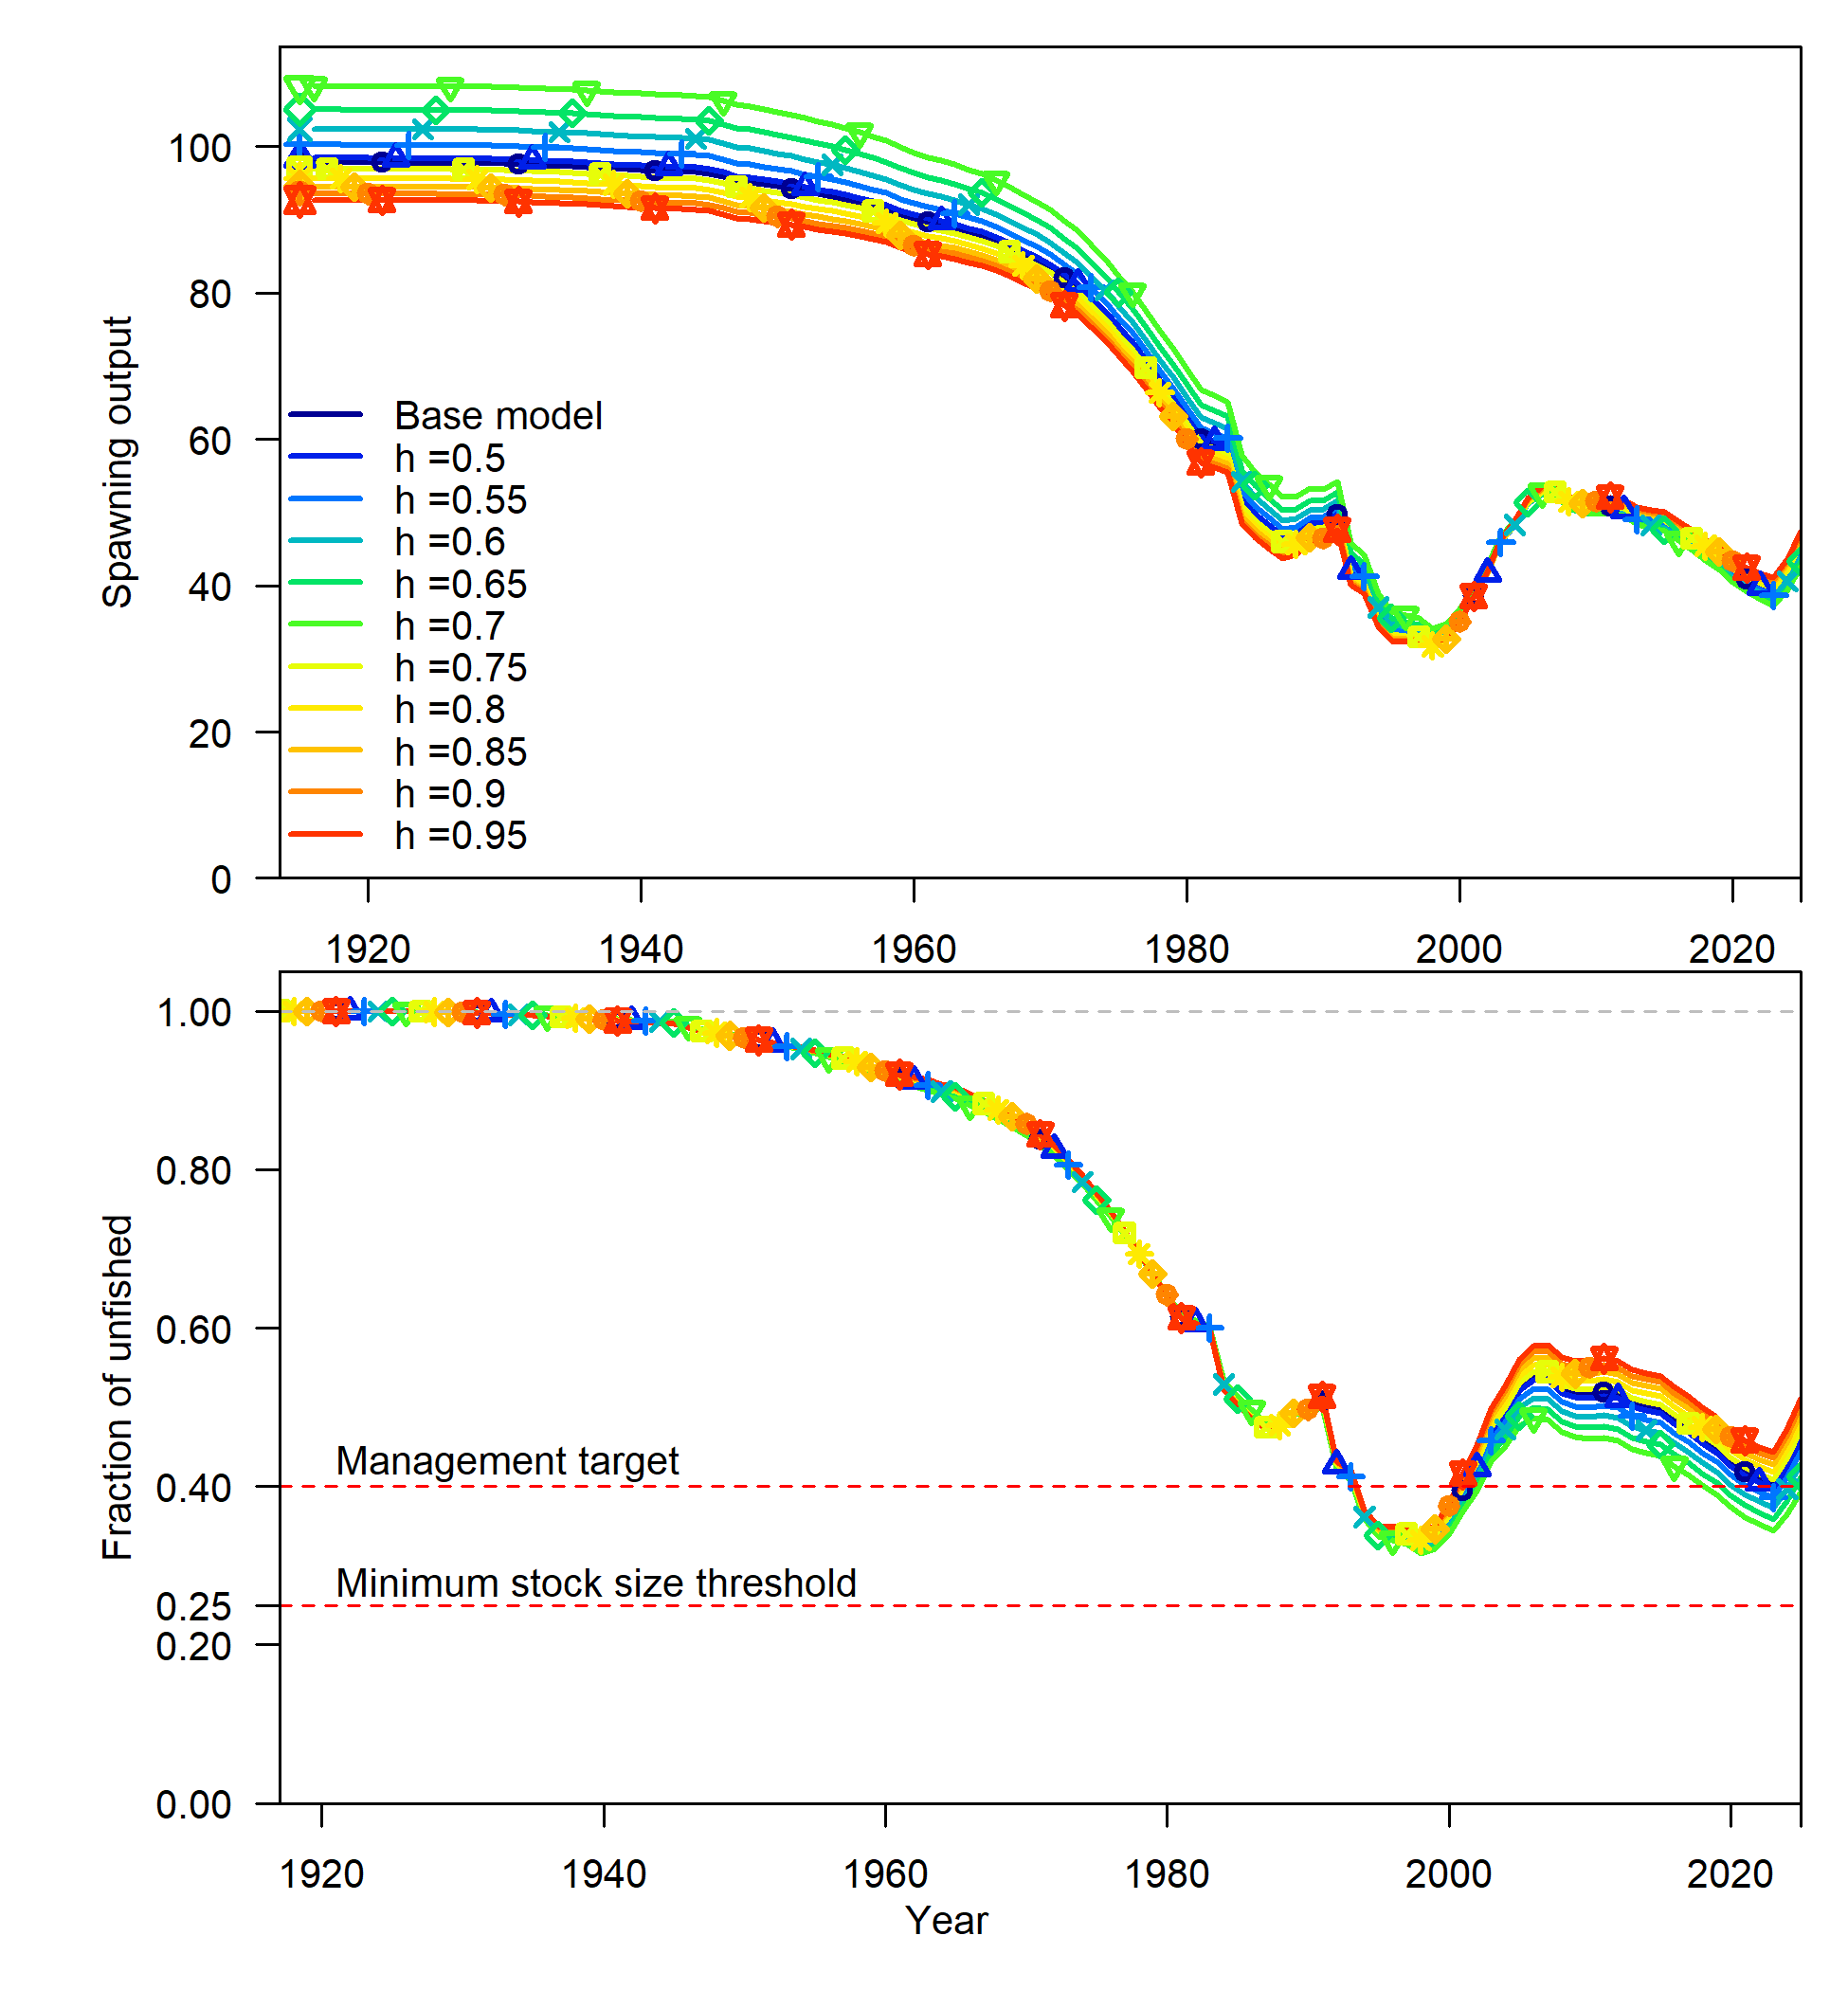 Spawning output
100
80
60
40
20
0
Base model
h =0.5
h =0.55
h =0.6
h =0.65
h =0.7
h =0.75
h =0.8
h =0.85
h =0.9
h =0.95
1920 1940 1960 1980 2000 2020
Fraction of unfished
1.00
0.80
0.60
0.40
0.25
0.20
0.00
Management target
Minimum stock size threshold
1920 1940 1960 1980 2000 2020
Year